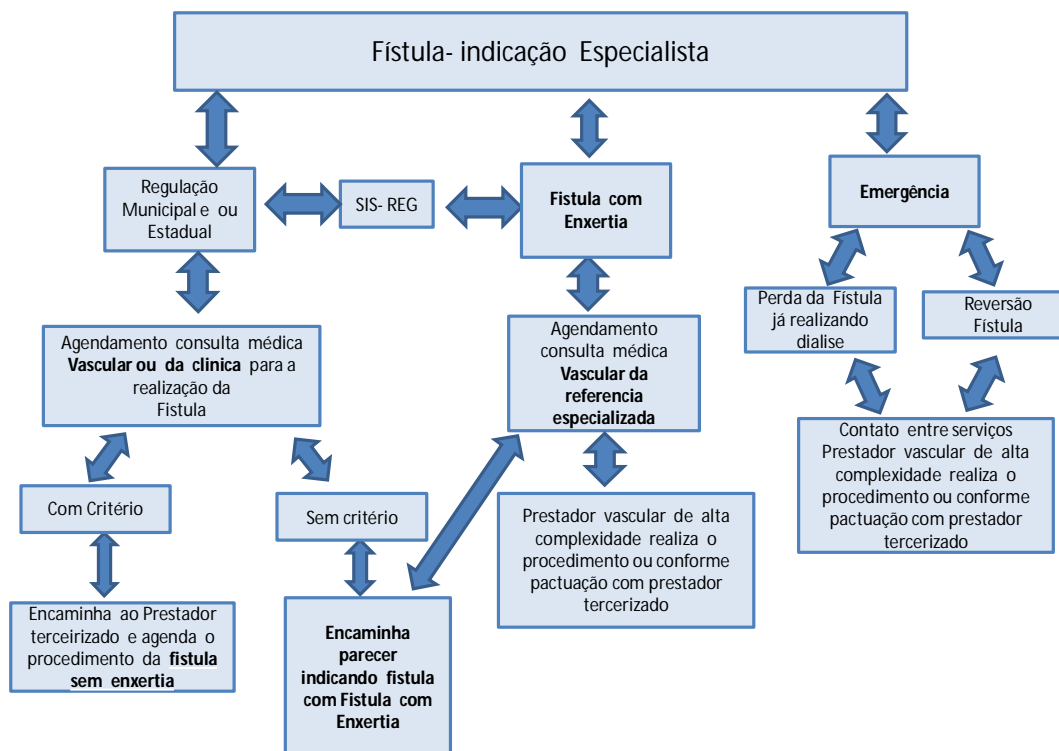 Fístula- indicação Especialista
Regulação
Municipal e ou
Estadual
SIS- REG
Fistula com
Enxertia
Emergência
Perda da Fístula
já realizando
dialise
Reversão
Fístula
Agendamento consulta médica
Vascular ou da clinica para a
realização da
Fistula
Agendamento
consulta médica
Vascular da
referencia
especializada
Contato entre serviços
Prestador vascular de alta
complexidade realiza o
procedimento ou conforme
pactuação com prestador
tercerizado
Com Critério
Sem critério
Prestador vascular de alta
complexidade realiza o
procedimento ou conforme
pactuação com prestador
tercerizado
Encaminha ao Prestador
terceirizado e agenda o
procedimento da fistula
sem enxertia
Encaminha
parecer
indicando fistula
com Fistula com
Enxertia